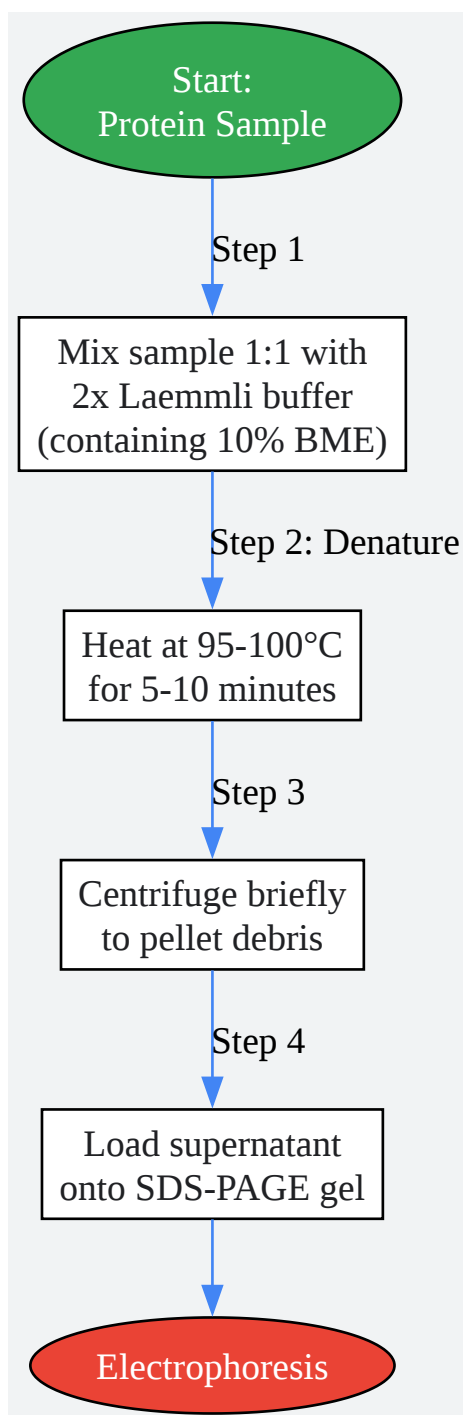 Start:
Protein Sample
Step 1
Mix sample 1:1 with
2x Laemmli buffer
(containing 10% BME)
Step 2: Denature
Heat at 95-100°C
for 5-10 minutes
Step 3
Centrifuge briefly
to pellet debris
Step 4
Load supernatant
onto SDS-PAGE gel
Electrophoresis